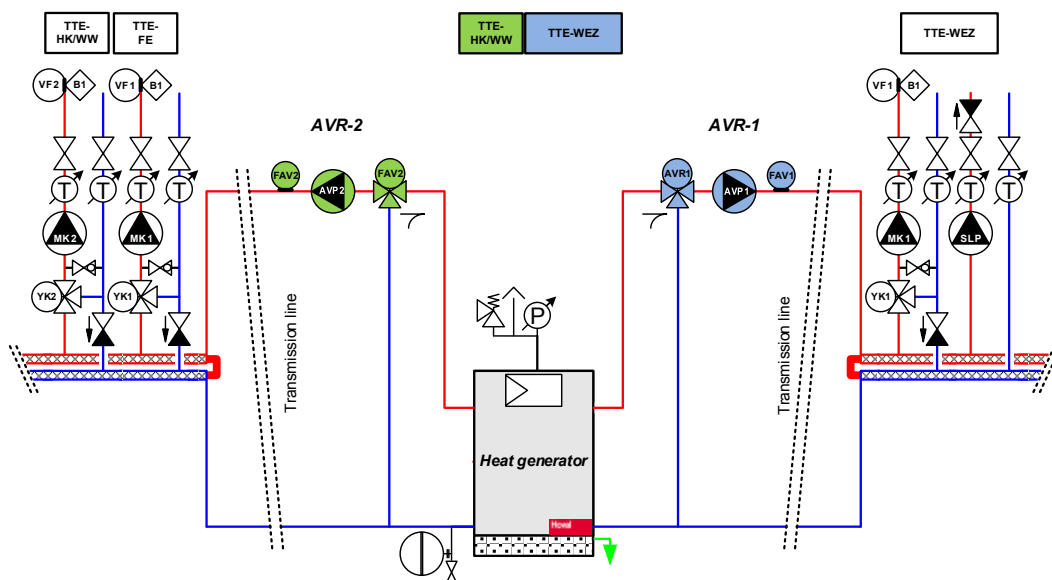 TTE-
HK/WW
TTE-
FE
TTE-
HK/WW
TTE-WEZ
TTE-WEZ
VF2
B1
VF1
B1
VF1
B1
AVR-2
AVR-1
FAV2
AVP2
FAV2
AVR1
AVP1
FAV1
T
T
T
T
T
T
T
T
MK2
MK1
MK1
SLP
YK2
YK1
YK1
P
Transmission line
Transmission line
Heat generator
Hoval